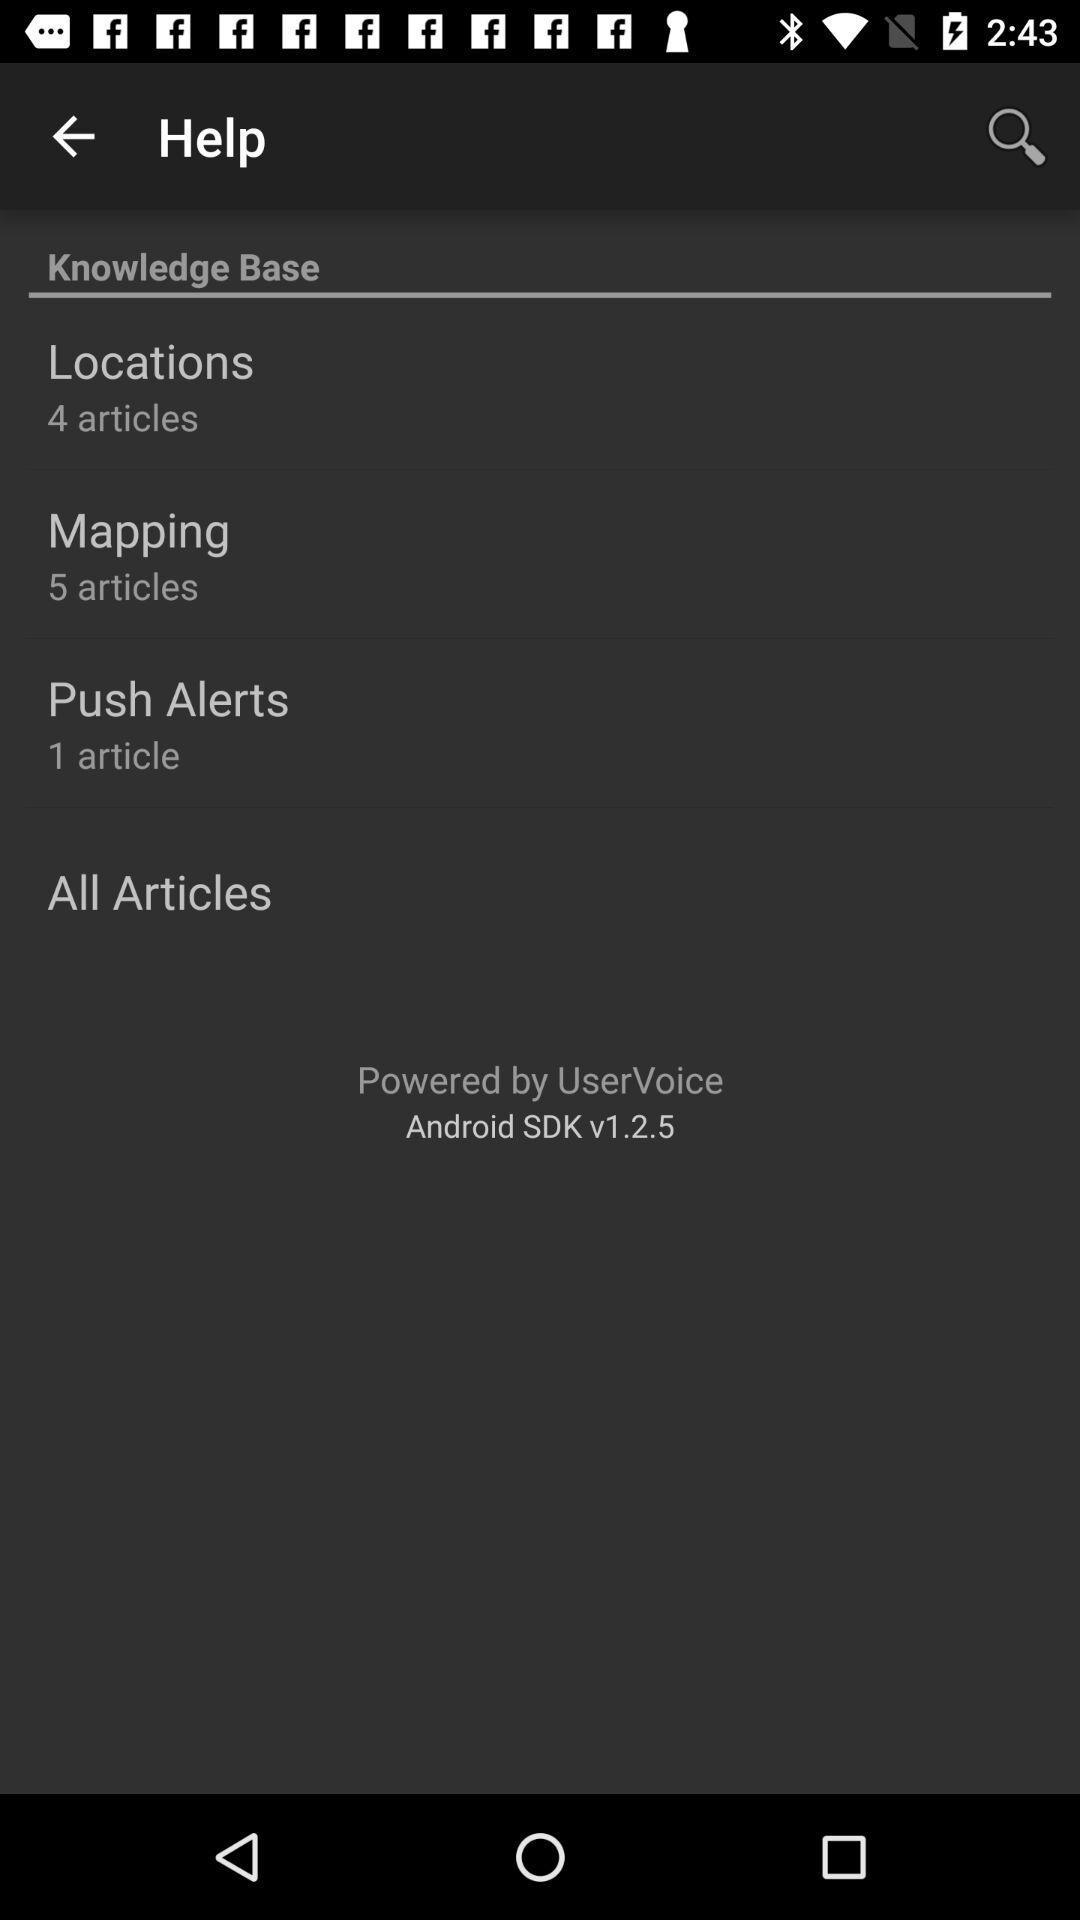 2:43
Help
Knowledge Base
Locations
4 articles
Mapping
5 articles
Push Alerts
1 article
All Articles
Powered by UserVoice
Android SDK v1.2.5